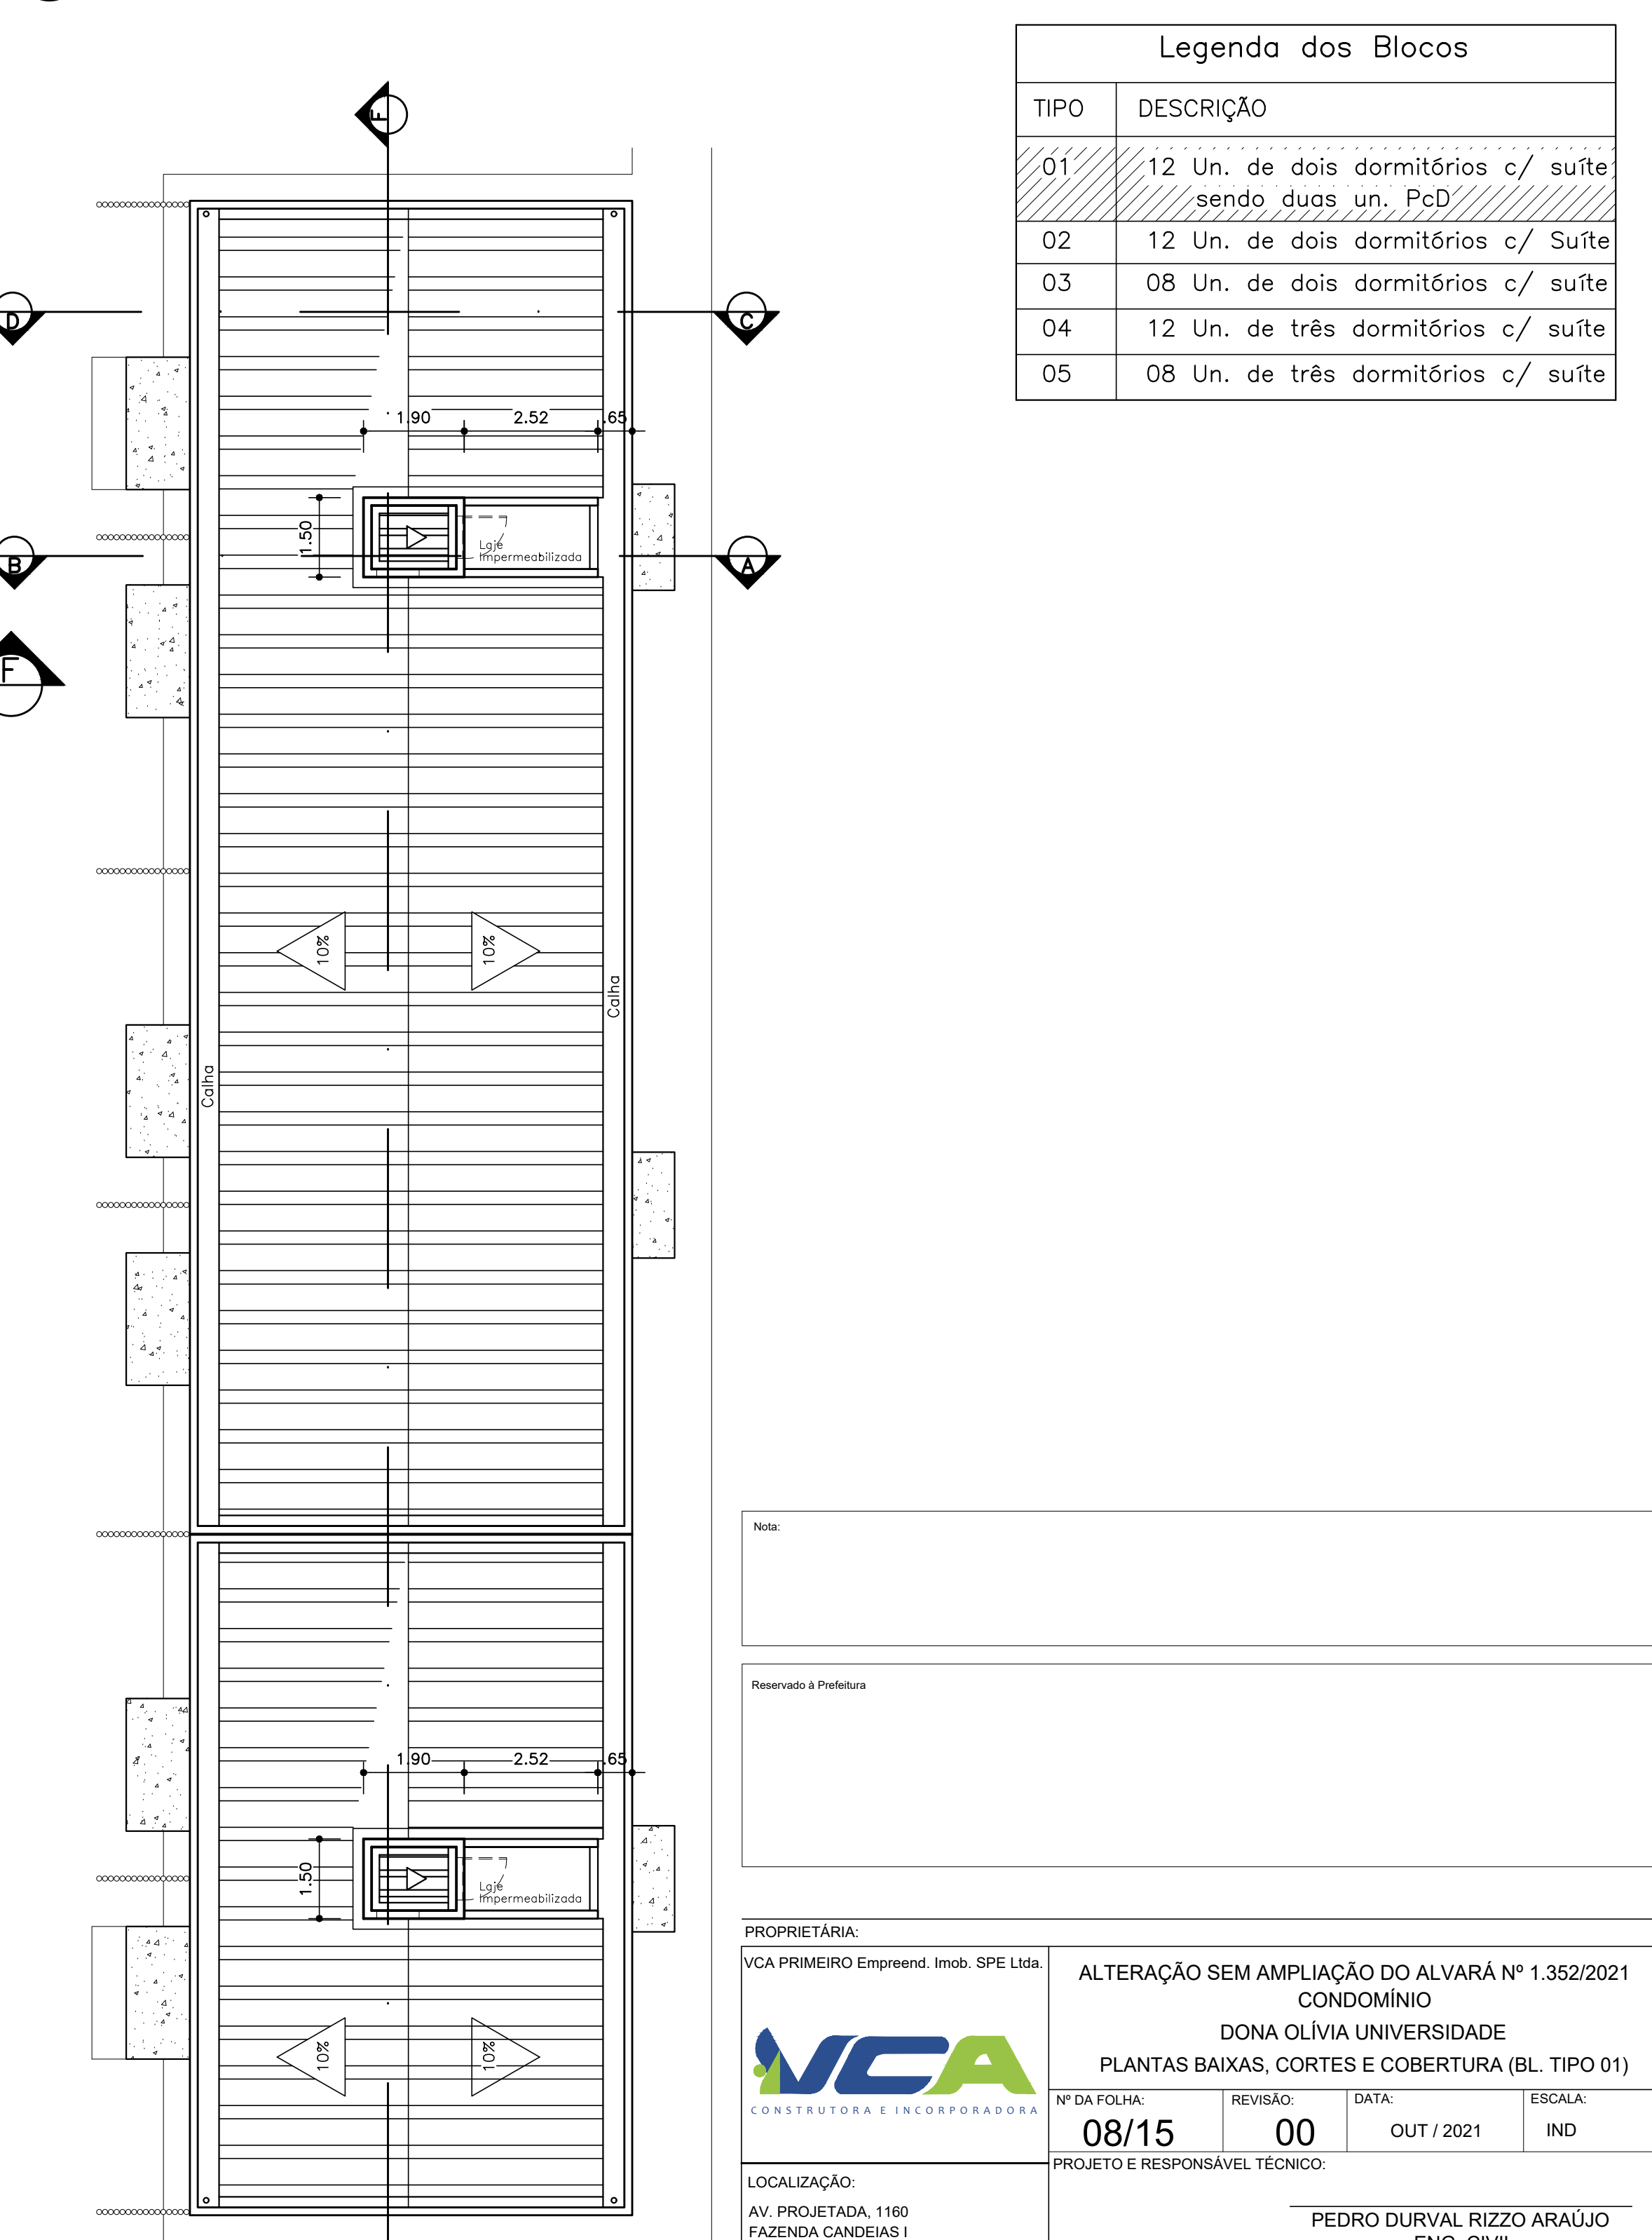 Legenda dos Blocos
TIPO DESCRIÇÃO
01 12 Un. de dois dormitórios c/ suíte
sendo duas un. PcD
02 12 Un. de dois dormitórios c/ Suíte
03 08 Un. de dois dormitórios c/ suíte
04 12 Un. de três dormitórios c/ suíte
05 08 Un. de três dormitórios c/ suíte
F
D
C
1.90 2.52 .65
1.50
Laje
Impermeabilizada
B
A
F
10% 10%
Calha
Calha
1.90 2.52 .65
1.50
Laje
Impermeabilizada
10% 10%
Nota:
Reservado à Prefeitura
PROPRIETÁRIA:
VCA PRIMEIRO Empreend. Imob. SPE Ltda.
VCA
CONSTRUTORA E INCORPORADORA
ALTERAÇÃO SEM AMPLIAÇÃO DO ALVARÁ Nº 1.352/2021
CONDOMÍNIO
DONA OLÍVIA UNIVERSIDADE
PLANTAS BAIXAS, CORTES E COBERTURA (BL. TIPO 01)
Nº DA FOLHA: REVISÃO: DATA: ESCALA:
08/15 00 OUT / 2021 IND
PROJETO E RESPONSÁVEL TÉCNICO:
LOCALIZAÇÃO:
AV. PROJETADA, 1160
FAZENDA CANDEIAS I
PEDRO DURVAL RIZZO ARAÚJO
ENG. CIVIL